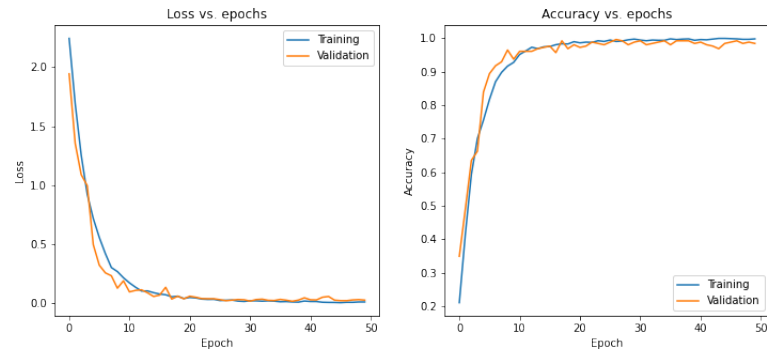 Loss vs. epochs
Training
Validation
2.0
1.5
1.0
0.5
0.0
Loss
0
10
20
30
40
50
Epoch
Accuracy vs. epochs
1.0
0.9
0.8
0.7
0.6
0.5
0.4
0.3
0.2
Accuracy
Training
Validation
0
10
20
30
40
50
Epoch